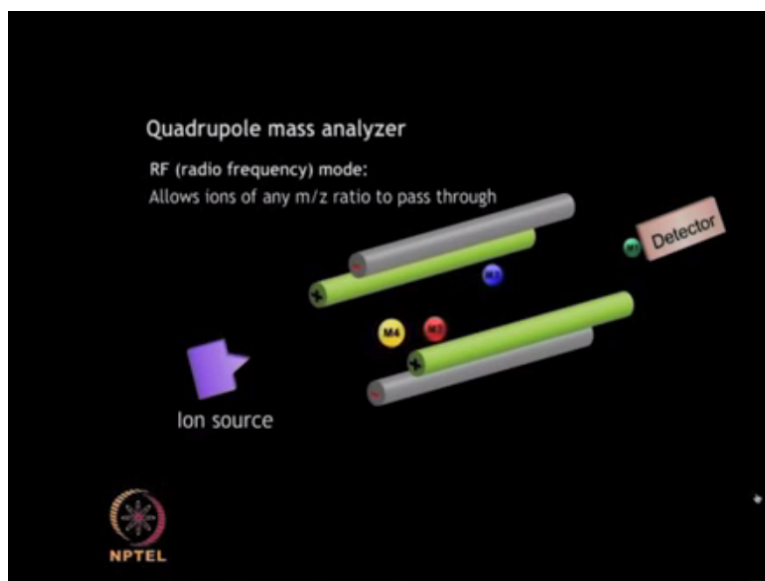 Quadrupole mass analyzer
RF (radio frequency) mode:
Allows ions of any m/z ratio to pass through
Detector
M4
Ion source
NPTEL